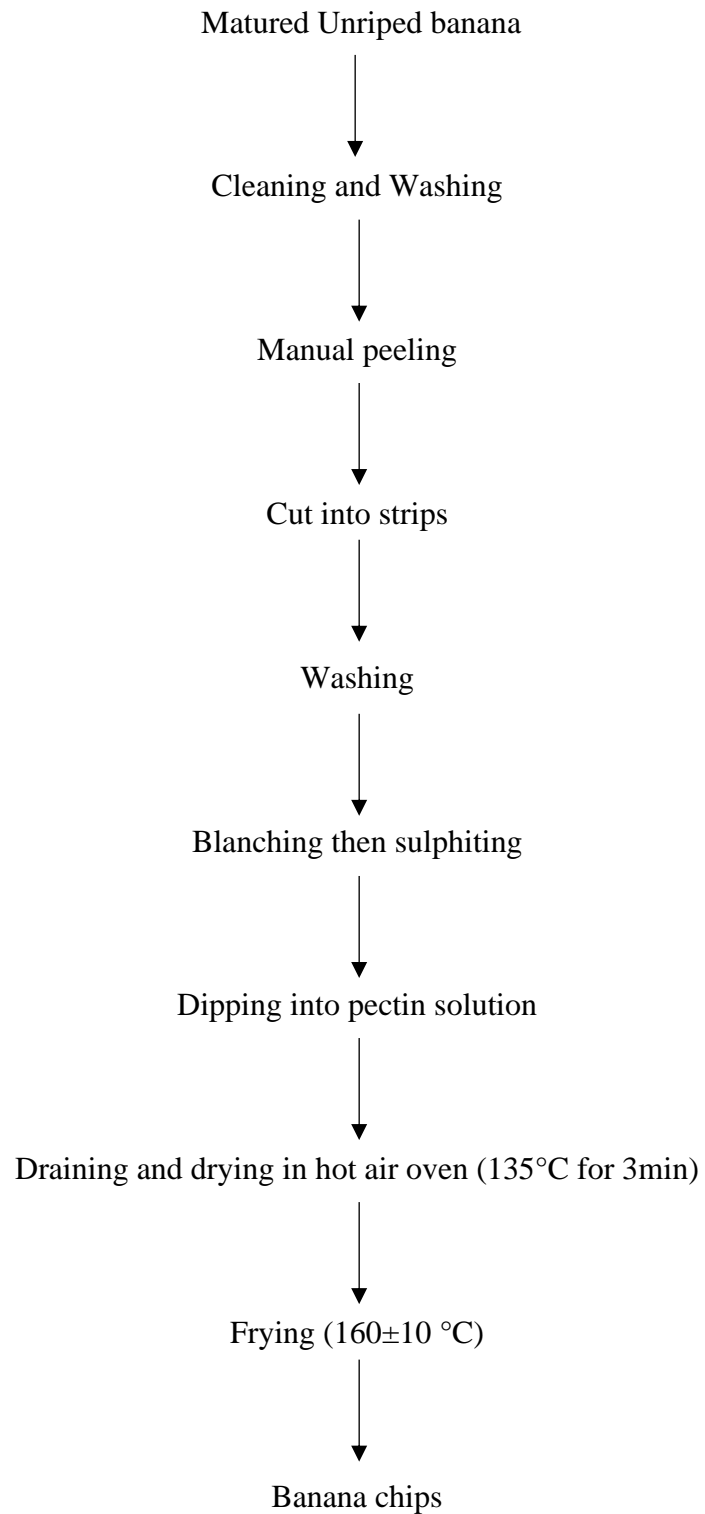 Matured Unriped banana
Cleaning and Washing
Manual peeling
Cut into strips
Washing
Blanching then sulphiting
Dipping into pectin solution
Draining and drying in hot air oven (135°C for 3min)
Frying (160±10 °C)
Banana chips